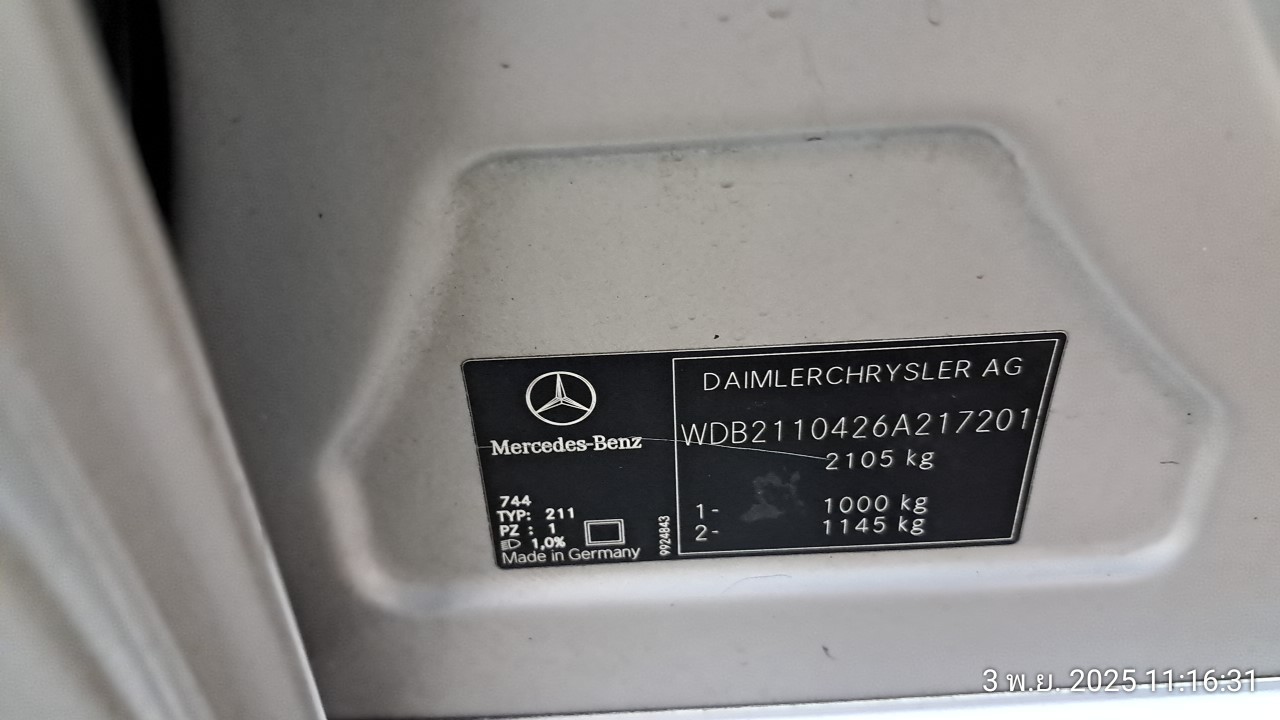 Mercedes-Benz
744
TYP: 211
PZ : 1
1,0%
Made in Germany
9924843
DAIMLERCHRYSLER AG
WDB2110426A217201
2105 kg
1- 1000 kg
2- 1145 kg
3 พ.ย. 2025 11:16:31